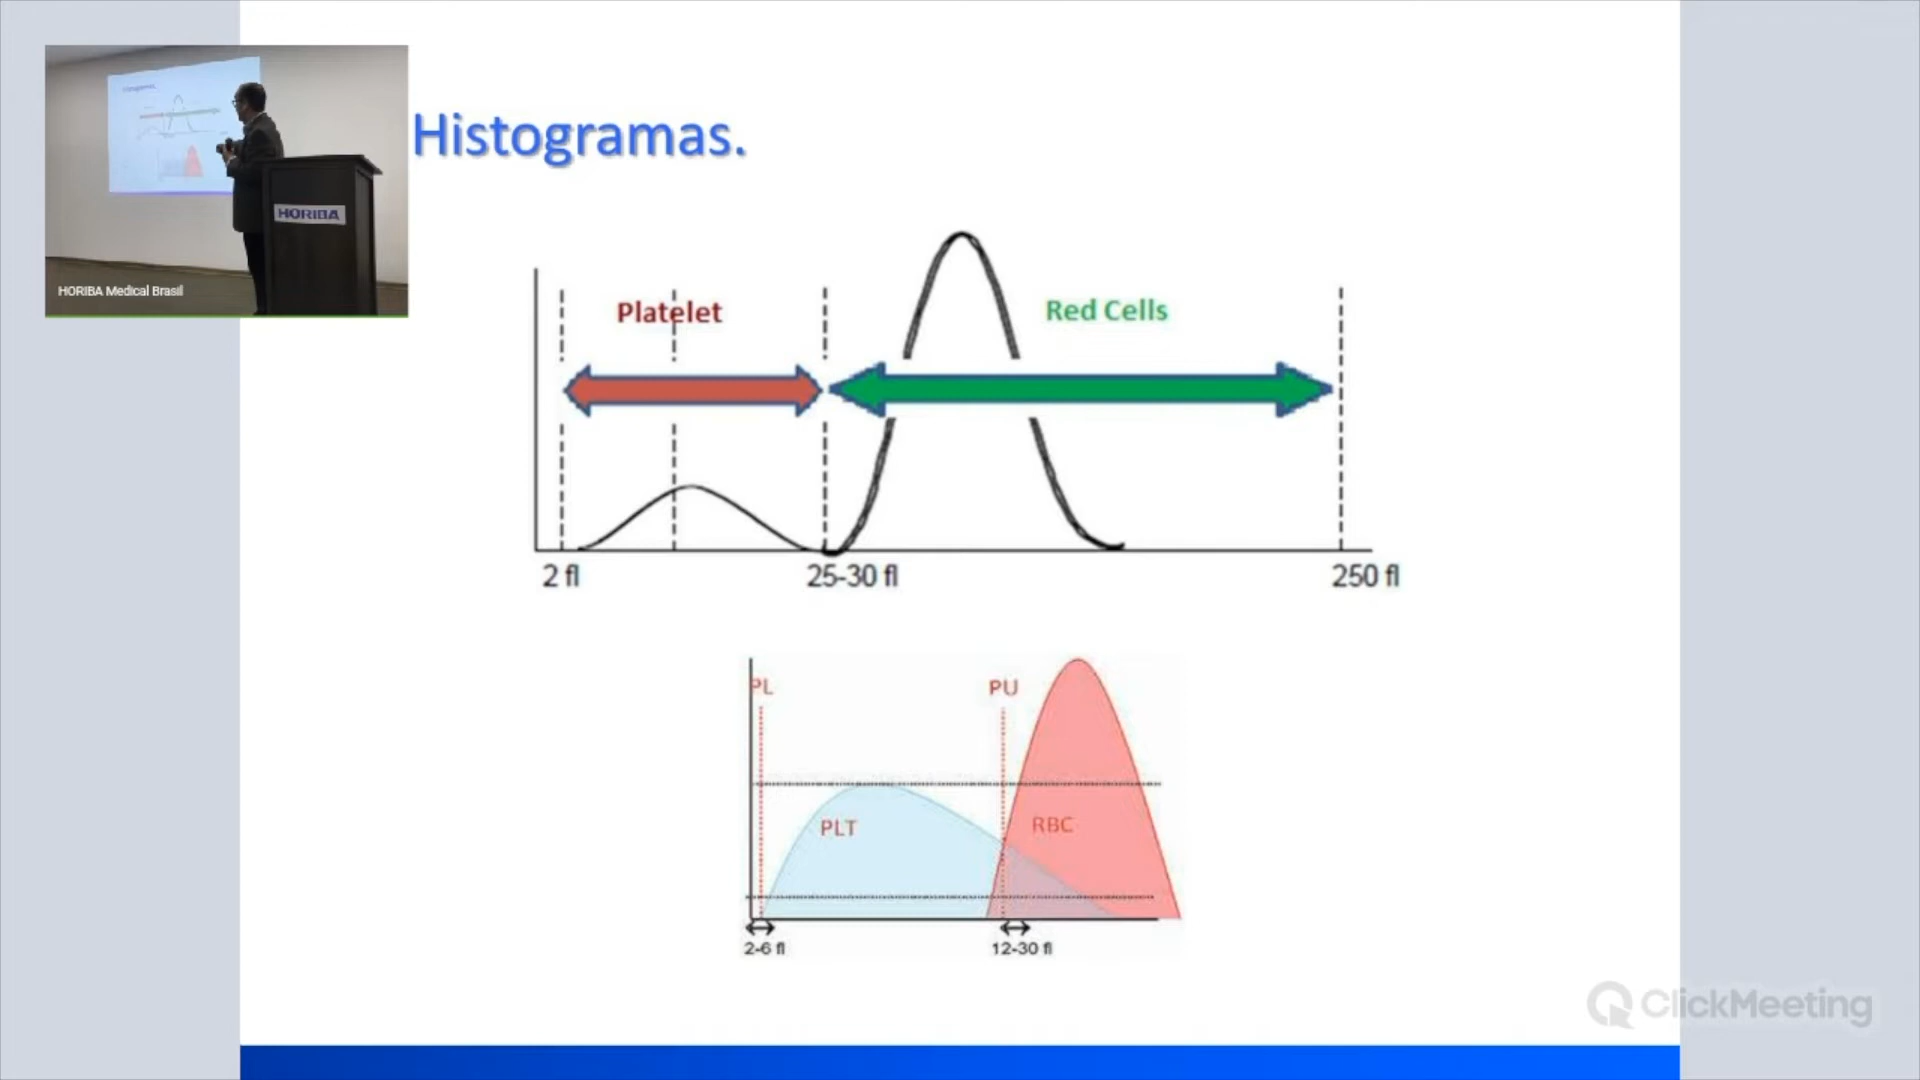 HORIBA
HORIBA Medical Brasil
Histogramas.
Platelet
Red Cells
2 fl
25-30 fl
250 fl
PL
PU
PLT
RBC
2-6 fl
12-30 fl
ClickMeeting